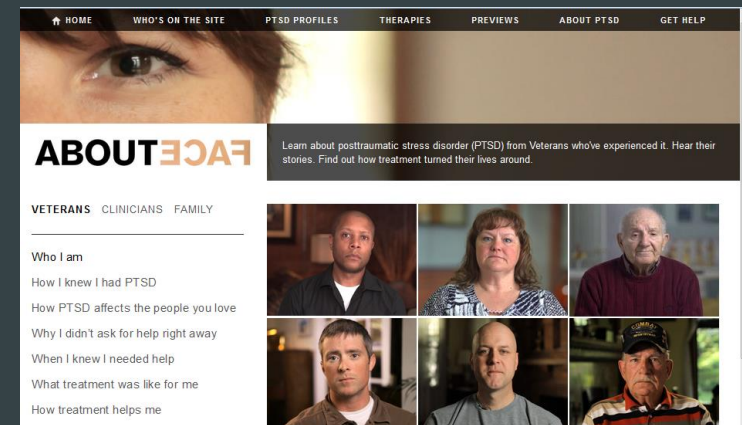 HOME WHO'S ON THE SITE PTSD PROFILES THERAPIES PREVIEWS ABOUT PTSD GET HELP
ABOUTFACE
Learn about posttraumatic stress disorder (PTSD) from Veterans who've experienced it. Hear their
stories. Find out how treatment turned their lives around.
VETERANS CLINICIANS FAMILY
Who I am
How I knew I had PTSD
How PTSD affects the people you love
Why I didn't ask for help right away
When I knew I needed help
What treatment was like for me
How treatment helps me
COMBAT